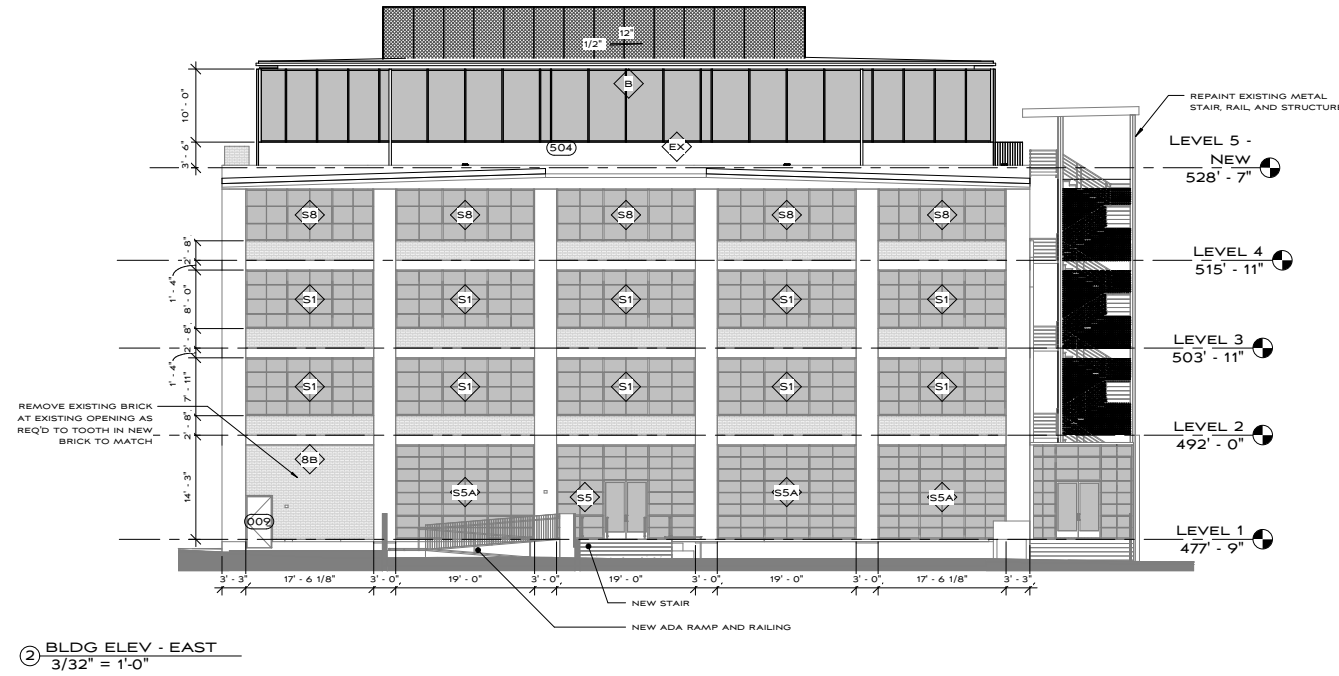 12"
1/2"
B
10' - 0"
REPAINT EXISTING METAL
STAIR, RAIL, AND STRUCTURE
3' - 6"
504
EX
LEVEL 5 -
NEW
528' - 7"
S8
S8
S8
S8
S8
2' - 8"
LEVEL 4
515' - 11"
1' - 4"
8' - 0"
S1
S1
S1
S1
S1
2' - 8"
LEVEL 3
503' - 11"
1' - 4"
7' - 11"
S1
S1
S1
S1
S1
REMOVE EXISTING BRICK
AT EXISTING OPENING AS
REQ'D TO TOOTH IN NEW
BRICK TO MATCH
2' - 8"
LEVEL 2
492' - 0"
8B
14' - 3"
S5A
S5
S5A
S5A
009
LEVEL 1
477' - 9"
3' - 3"
17' - 6 1/8"
3' - 0"
19' - 0"
3' - 0"
19' - 0"
3' - 0"
19' - 0"
3' - 0"
17' - 6 1/8"
3' - 3"
NEW STAIR
NEW ADA RAMP AND RAILING
2
BLDG ELEV - EAST
3/32" = 1'-0"